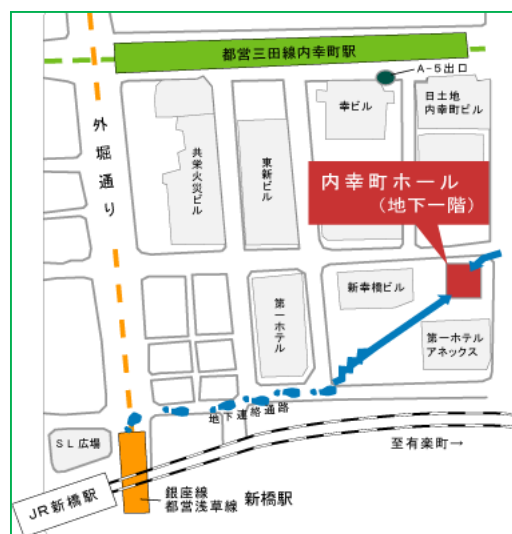 都営三田線内幸町駅
A-5出口
外堀通り
共栄火災ビル
東新ビル
幸ビル
日土地
内幸町ビル
内幸町ホール
（地下一階）
第一ホテル
新幸橋ビル
第一ホテル
アネックス
地下連絡通路
SL広場
至有楽町→
JR新橋駅
銀座線
都営浅草線
新橋駅